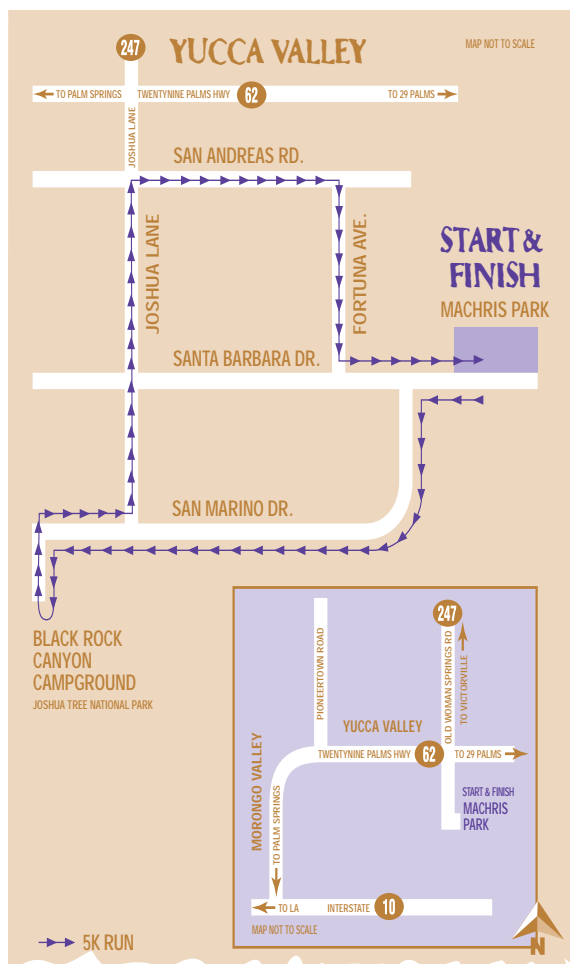 247
YUCCA VALLEY
MAP NOT TO SCALE
TO PALM SPRINGS
TWENTYNINE PALMS HWY
62
TO 29 PALMS
JOSHUA LANE
SAN ANDREAS RD.
JOSHUA LANE
FORTUNA AVE.
START &
FINISH
MACHRIS PARK
SANTA BARBARA DR.
SAN MARINO DR.
BLACK ROCK
CANYON
CAMPGROUND
JOSHUA TREE NATIONAL PARK
247
PIONEERTOWN ROAD
OLD WOMAN SPRINGS RD
TO VICTORVILLE
YUCCA VALLEY
TWENTYNINE PALMS HWY
62
TO 29 PALMS
MORONGO VALLEY
TO PALM SPRINGS
START & FINISH
MACHRIS
PARK
TO LA
INTERSTATE
10
MAP NOT TO SCALE
N
5K RUN